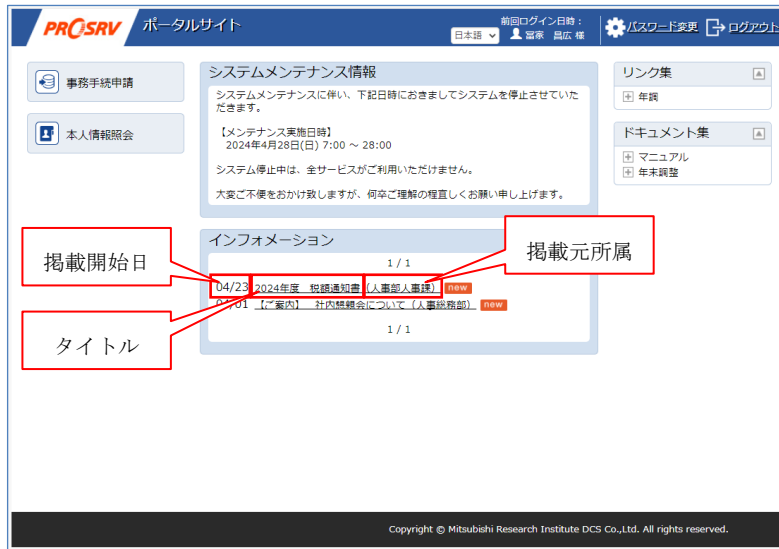 PROSRV ポータルサイト
前回ログイン日時：
日本語 冨家 昌広 様
パスワード変更 ログアウト
事務手続申請
本人情報照会
システムメンテナンス情報
システムメンテナンスに伴い、下記日時におきましてシステムを停止させていた
だきます。
【メンテナンス実施日時】
2024年4月28日(日) 7:00 ～ 28:00
システム停止中は、全サービスがご利用いただけません。
大変ご不便をおかけ致しますが、何卒ご理解の程宜しくお願い申し上げます。
リンク集
年調
ドキュメント集
マニュアル
年末調整
インフォメーション
1 / 1
04/23 2024年度 税額通知書 (人事部人事課) new
04/01 【ご案内】 社内懇親会について（人事総務部） new
1 / 1
掲載開始日
掲載元所属
タイトル
Copyright © Mitsubishi Research Institute DCS Co.,Ltd. All rights reserved.